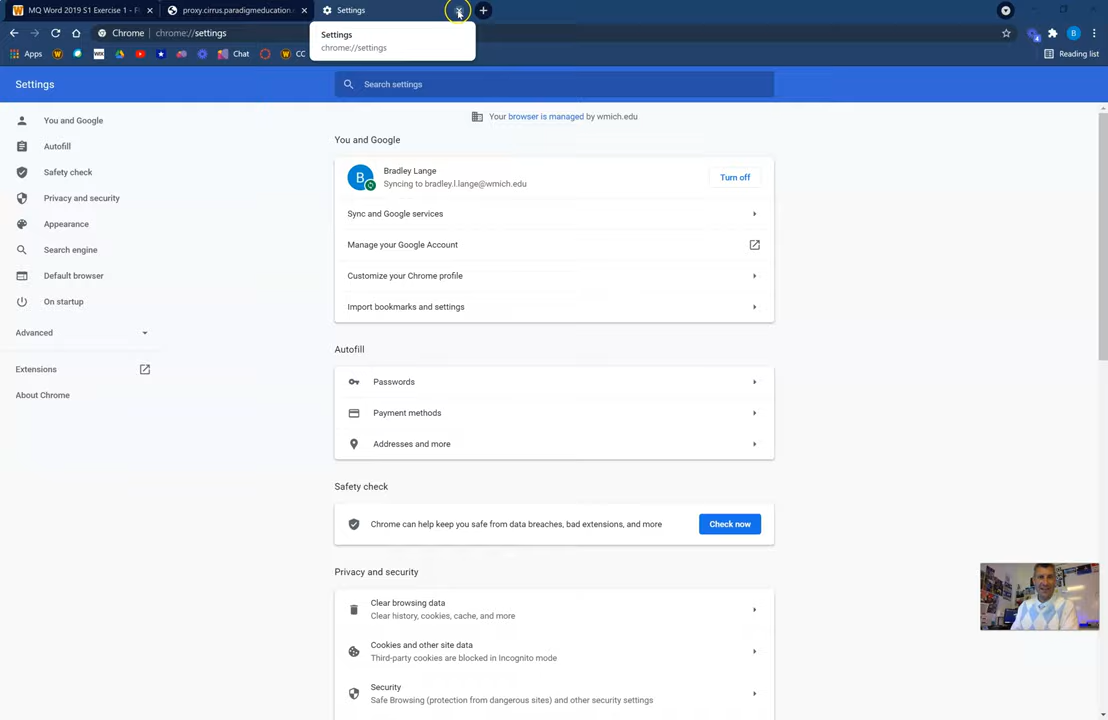 MQ Word 2019 S1 Exercise 1 - F
proxy.cirrus.paradigmeducation.
Settings
Chrome | chrome://settings
Settings
chrome://settings
Apps
Chat
CC
Reading list
Settings
Search settings
Your browser is managed by wmich.edu
You and Google
Autofill
Safety check
Privacy and security
Appearance
Search engine
Default browser
On startup
Advanced
Extensions
About Chrome
You and Google
B
Bradley Lange
Syncing to bradley.l.lange@wmich.edu
Turn off
Sync and Google services
Manage your Google Account
Customize your Chrome profile
Import bookmarks and settings
Autofill
Passwords
Payment methods
Addresses and more
Safety check
Chrome can help keep you safe from data breaches, bad extensions, and more
Check now
Privacy and security
Clear browsing data
Clear history, cookies, cache, and more
Cookies and other site data
Third-party cookies are blocked in Incognito mode
Security
Safe Browsing (protection from dangerous sites) and other security settings